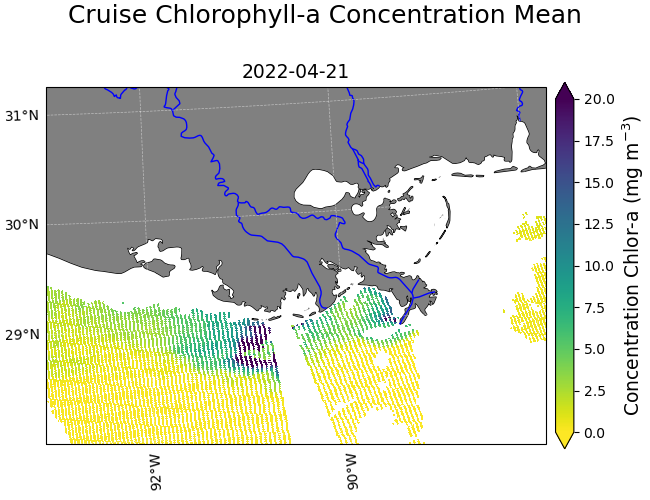 Cruise Chlorophyll-a Concentration Mean
2022-04-21
31°N
30°N
29°N
92°W
90°W
20.0
17.5
15.0
12.5
10.0
7.5
5.0
2.5
0.0
Concentration Chlor-a (mg m⁻³)